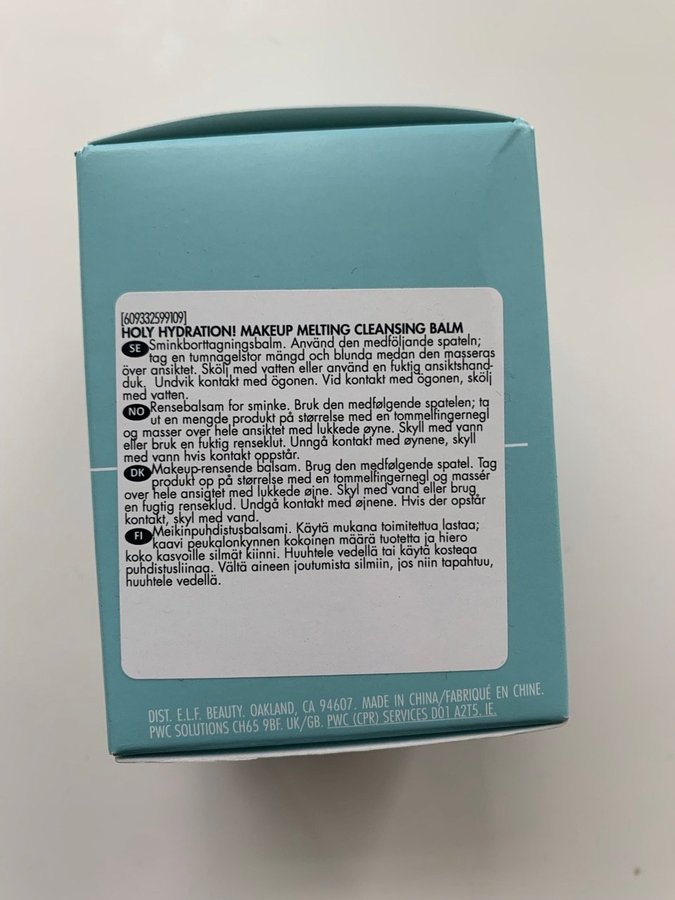 [609332599109]
HOLY HYDRATION! MAKEUP MELTING CLEANSING BALM
SE Sminkborttagningsbalm. Använd den medföljande spateln;
tag en tumnagelstor mängd och blunda medan den masseras
över ansiktet. Skölj med vatten eller använd en fuktig ansiktshand-
duk. Undvik kontakt med ögonen. Vid kontakt med ögonen, skölj
med vatten.
NO Rensebalsam for sminke. Bruk den medfølgende spatelen; ta
ut en mengde produkt på størrelse med en tommelfingernegl
og masser over hele ansiktet med lukkede øyne. Skyll med vann
eller bruk en fuktig renseklut. Unngå kontakt med øynene, skyll
med vann hvis kontakt oppstår.
DK Makeup-rensende balsam. Brug den medfølgende spatel. Tag
produkt op på størrelse med en tommelfingernegl og massér
over hele ansigtet med lukkede øjne. Skyl med vand eller brug
en fugtig renseklud. Undgå kontakt med øjnene. Hvis der opstår
kontakt, skyl med vand.
FI Meikinpuhdistusbalsami. Käytä mukana toimitettua lastaa;
kaavi peukalonkynnen kokoinen määrä tuotetta ja hiero
koko kasvoille silmät kiinni. Huuhtele vedellä tai käytä kosteaa
puhdistusliinaa. Vältä aineen joutumista silmiin, jos niin tapahtuu,
huuhtele vedellä.
DIST. E.L.F. BEAUTY. OAKLAND, CA 94607. MADE IN CHINA/FABRIQUÉ EN CHINE.
PWC SOLUTIONS CH65 9BF. UK/GB. PWC (CPR) SERVICES D01 A2T5. IE.